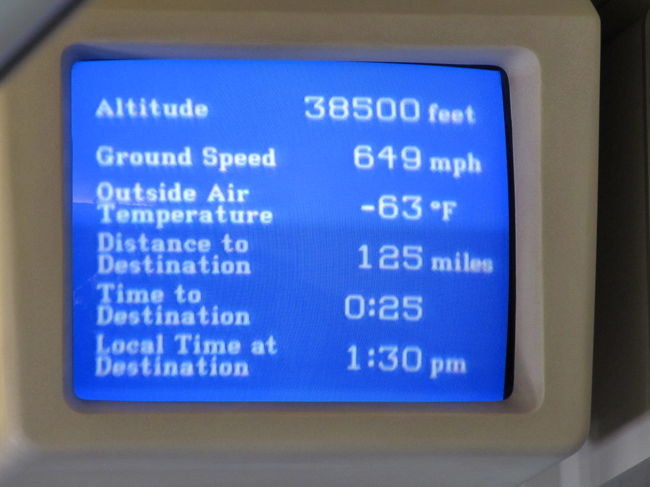 Altitude 38500 feet
Ground Speed 649 mph
Outside Air
Temperature -63 °F
Distance to
Destination 125 miles
Time to
Destination 0:25
Local Time at
Destination 1:30 pm